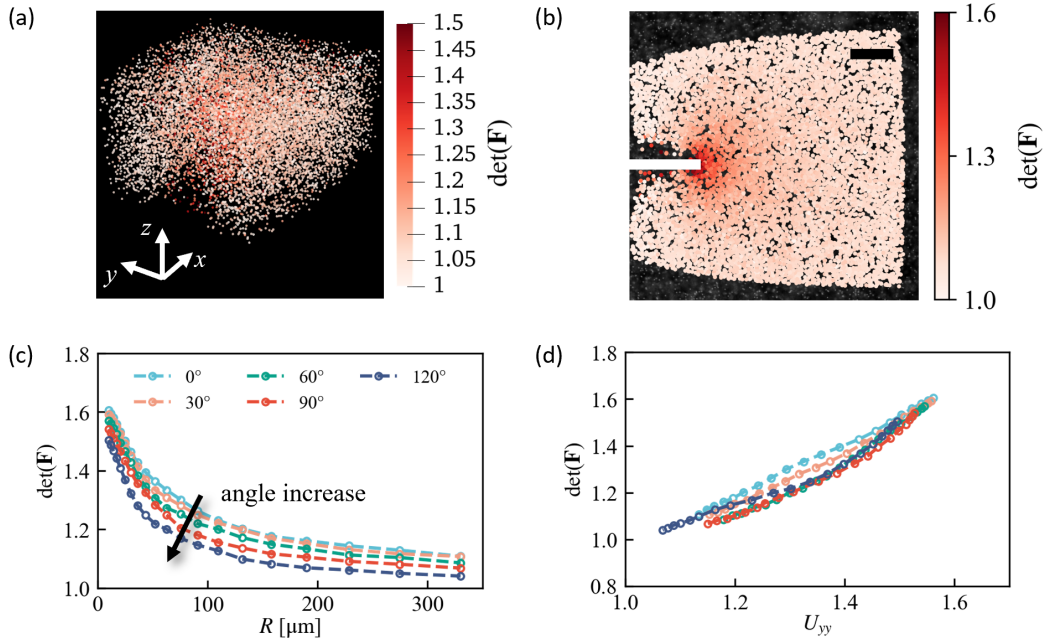 (a)
1.5
1.45
1.4
1.35
1.3
1.25
1.2
1.15
1.1
1.05
1
det(F)
z
y
x
(b)
1.6
1.3
1.0
det(F)
(c)
1.8
1.6
1.4
1.2
1.0
det(F)
0° 60° 120°
30° 90°
angle increase
0 100 200 300
R [μm]
(d)
1.8
1.6
1.4
1.2
1.0
0.8
det(F)
1.0 1.2 1.4 1.6
Uyy